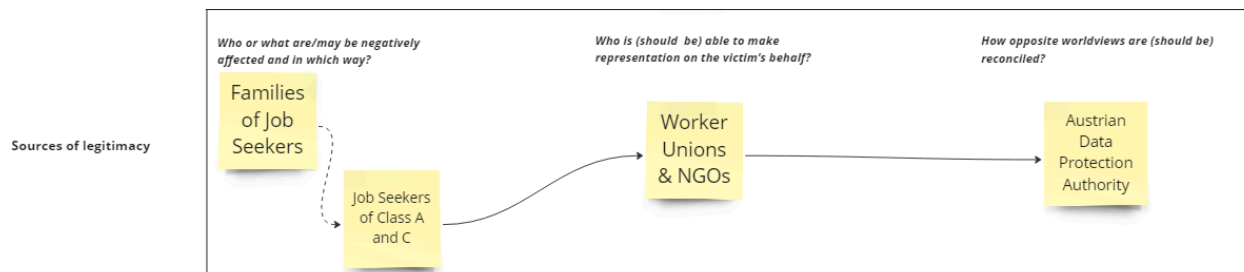 Who or what are/may be negatively
affected and in which way?
Who is (should be) able to make
representation on the victim's behalf?
How opposite worldviews are (should be)
reconciled?
Sources of legitimacy
Families
of Job
Seekers
Job Seekers
of Class A
and C
Worker
Unions
& NGOs
Austrian
Data
Protection
Authority